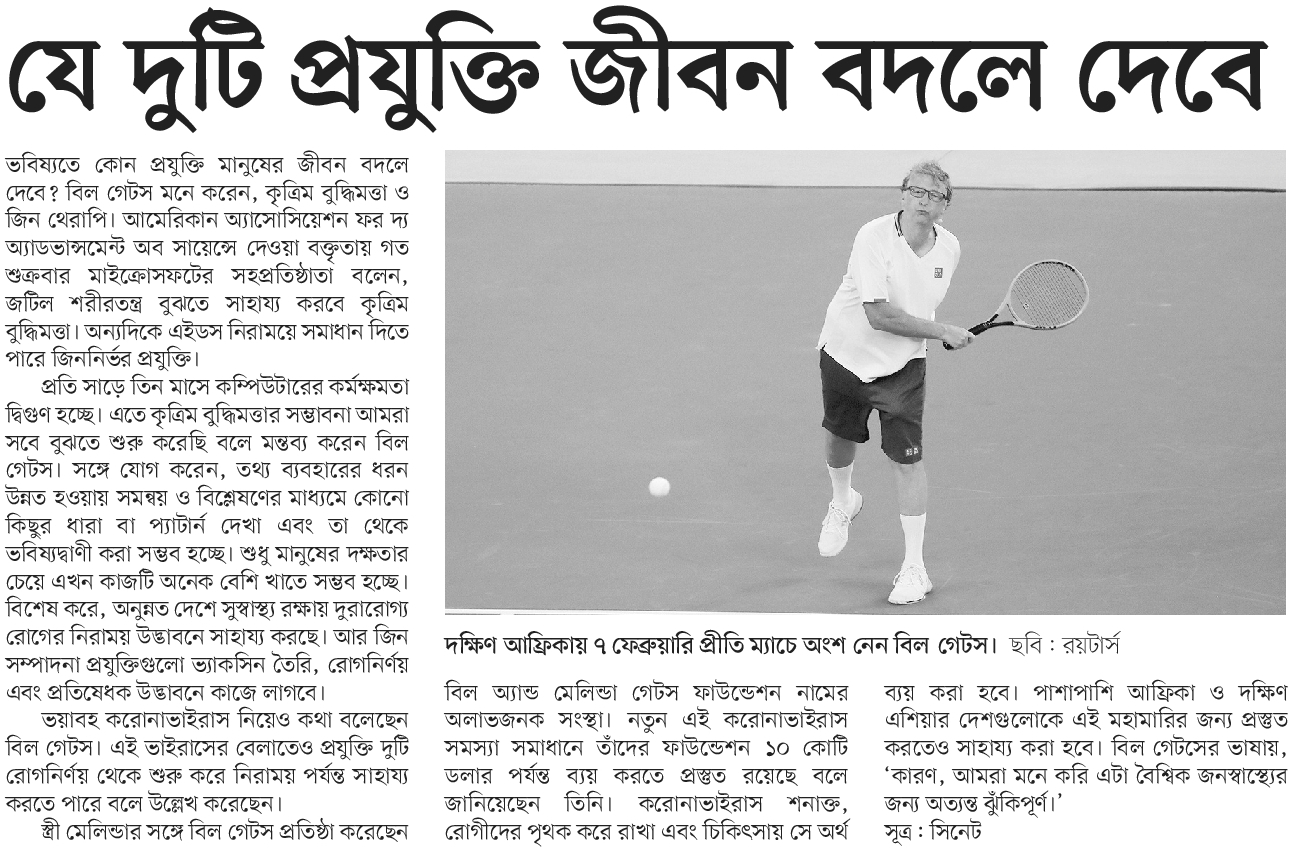 যে দুটি প্রযুক্তি জীবন বদলে দেবে
ভবিষ্যতে কোন প্রযুক্তি মানুষের জীবন বদলে
দেবে? বিল গেটস মনে করেন, কৃত্রিম বুদ্ধিমত্তা ও
জিন থেরাপি। আমেরিকান অ্যাসোসিয়েশন ফর দ্য
অ্যাডভান্সমেন্ট অব সায়েন্সে দেওয়া বক্তৃতায় গত
শুক্রবার মাইক্রোসফটের সহপ্রতিষ্ঠাতা বলেন,
জটিল শরীরতন্ত্র বুঝতে সাহায্য করবে কৃত্রিম
বুদ্ধিমত্তা। অন্যদিকে এইডস নিরাময়ে সমাধান দিতে
পারে জিননির্ভর প্রযুক্তি।
প্রতি সাড়ে তিন মাসে কম্পিউটারের কর্মক্ষমতা
দ্বিগুণ হচ্ছে। এতে কৃত্রিম বুদ্ধিমত্তার সম্ভাবনা আমরা
সবে বুঝতে শুরু করেছি বলে মন্তব্য করেন বিল
গেটস। সঙ্গে যোগ করেন, তথ্য ব্যবহারের ধরন
উন্নত হওয়ায় সমন্বয় ও বিশ্লেষণের মাধ্যমে কোনো
কিছুর ধারা বা প্যাটার্ন দেখা এবং তা থেকে
ভবিষ্যদ্বাণী করা সম্ভব হচ্ছে। শুধু মানুষের দক্ষতার
চেয়ে এখন কাজটি অনেক বেশি খাতে সম্ভব হচ্ছে।
বিশেষ করে, অনুন্নত দেশে সুস্বাস্থ্য রক্ষায় দুরারোগ্য
রোগের নিরাময় উদ্ভাবনে সাহায্য করছে। আর জিন
সম্পাদনা প্রযুক্তিগুলো ভ্যাকসিন তৈরি, রোগনির্ণয়
এবং প্রতিষেধক উদ্ভাবনে কাজে লাগবে।
ভয়াবহ করোনাভাইরাস নিয়েও কথা বলেছেন
বিল গেটস। এই ভাইরাসের বেলাতেও প্রযুক্তি দুটি
রোগনির্ণয় থেকে শুরু করে নিরাময় পর্যন্ত সাহায্য
করতে পারে বলে উল্লেখ করেছেন।
স্ত্রী মেলিন্ডার সঙ্গে বিল গেটস প্রতিষ্ঠা করেছেন
দক্ষিণ আফ্রিকায় ৭ ফেব্রুয়ারি প্রীতি ম্যাচে অংশ নেন বিল গেটস। ছবি : রয়টার্স
বিল অ্যান্ড মেলিন্ডা গেটস ফাউন্ডেশন নামের
অলাভজনক সংস্থা। নতুন এই করোনাভাইরাস
সমস্যা সমাধানে তাঁদের ফাউন্ডেশন ১০ কোটি
ডলার পর্যন্ত ব্যয় করতে প্রস্তুত রয়েছে বলে
জানিয়েছেন তিনি। করোনাভাইরাস শনাক্ত,
রোগীদের পৃথক করে রাখা এবং চিকিৎসায় সে অর্থ
ব্যয় করা হবে। পাশাপাশি আফ্রিকা ও দক্ষিণ
এশিয়ার দেশগুলোকে এই মহামারির জন্য প্রস্তুত
করতেও সাহায্য করা হবে। বিল গেটসের ভাষায়,
‘কারণ, আমরা মনে করি এটা বৈশ্বিক জনস্বাস্থ্যের
জন্য অত্যন্ত ঝুঁকিপূর্ণ।’
সূত্র : সিনেট